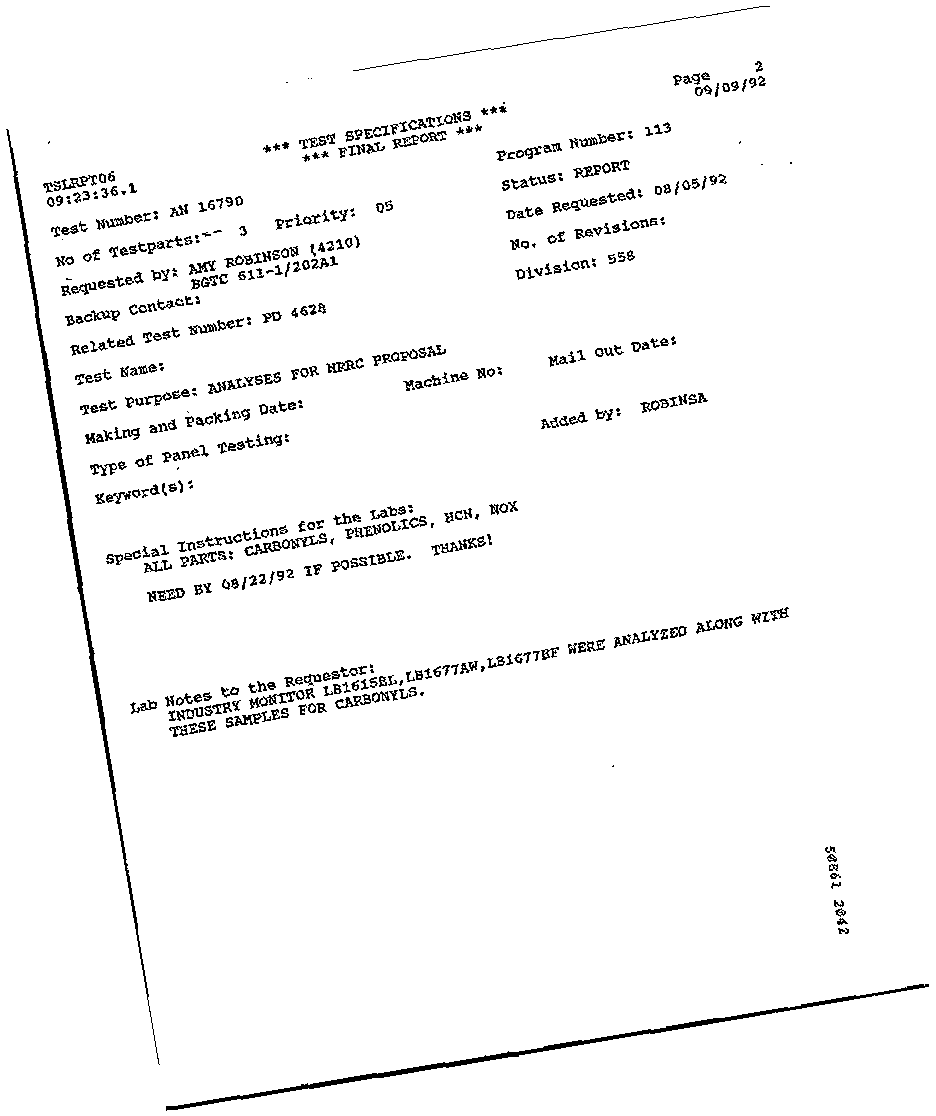 Page 2
09/09/92
*** TEST SPECIFICATIONS ***
*** FINAL REPORT ***
TSLRPT06
09:23:36.1
Test Number: AN 16790
Program Number: 113
No of Testparts:-- 3 Priority: 05
Status: REPORT
Requested by: AMY ROBINSON (4210)
BGTC 611-1/202A1
Date Requested: 08/05/92
Backup Contact:
No. of Revisions:
Related Test Number: PD 4628
Division: 558
Test Name:
Test Purpose: ANALYSES FOR PROPOSAL
Making and Packing Date:
Machine No:
Mail Out Date:
Type of Panel Testing:
Keyword(s):
Added by: ROBINSA
Special Instructions for the Labs:
ALL PARTS: CARBONYLS, PHENOLICS, HCN, NOX
NEED BY 08/22/92 IF POSSIBLE. THANKS!
Lab Notes to the Requestor:
INDUSTRY MONITOR LB1615BL,LB1677AW,LB1677BF WERE ANALYZED ALONG WITH
THESE SAMPLES FOR CARBONYLS.
2042